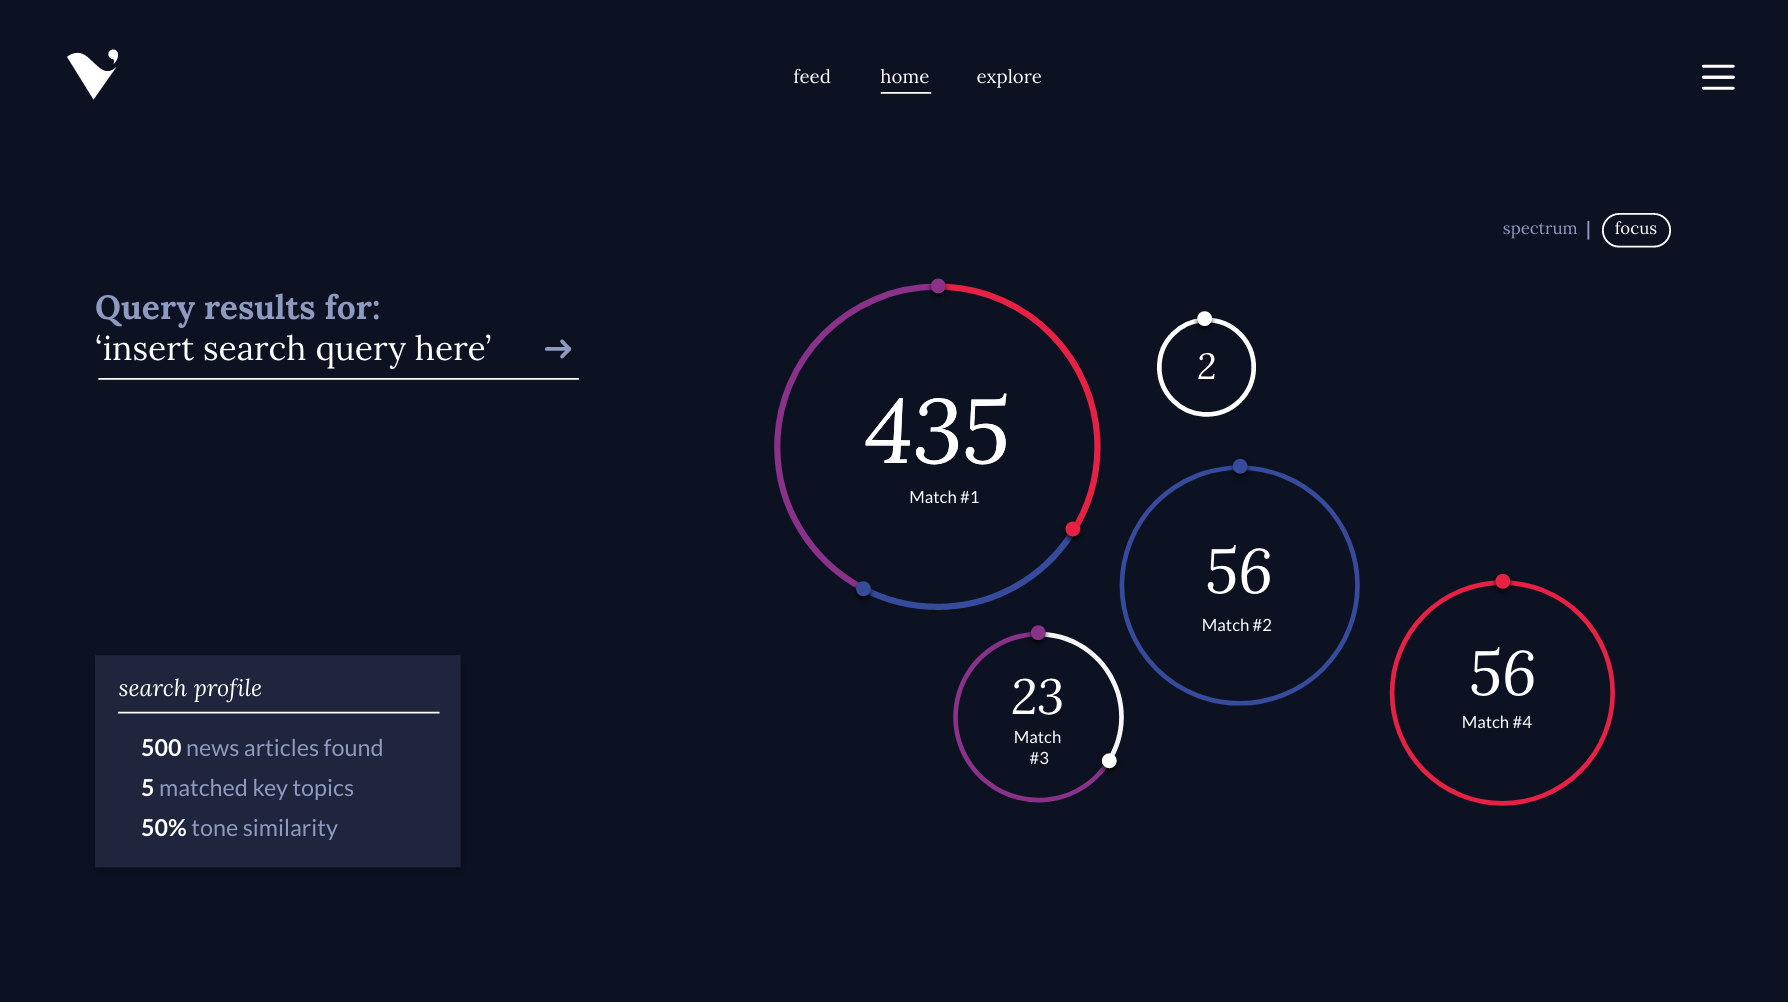 feed home explore
spectrum | focus
Query results for:
‘insert search query here’
435
Match #1
2
56
Match #2
23
Match
#3
56
Match #4
search profile
500 news articles found
5 matched key topics
50% tone similarity